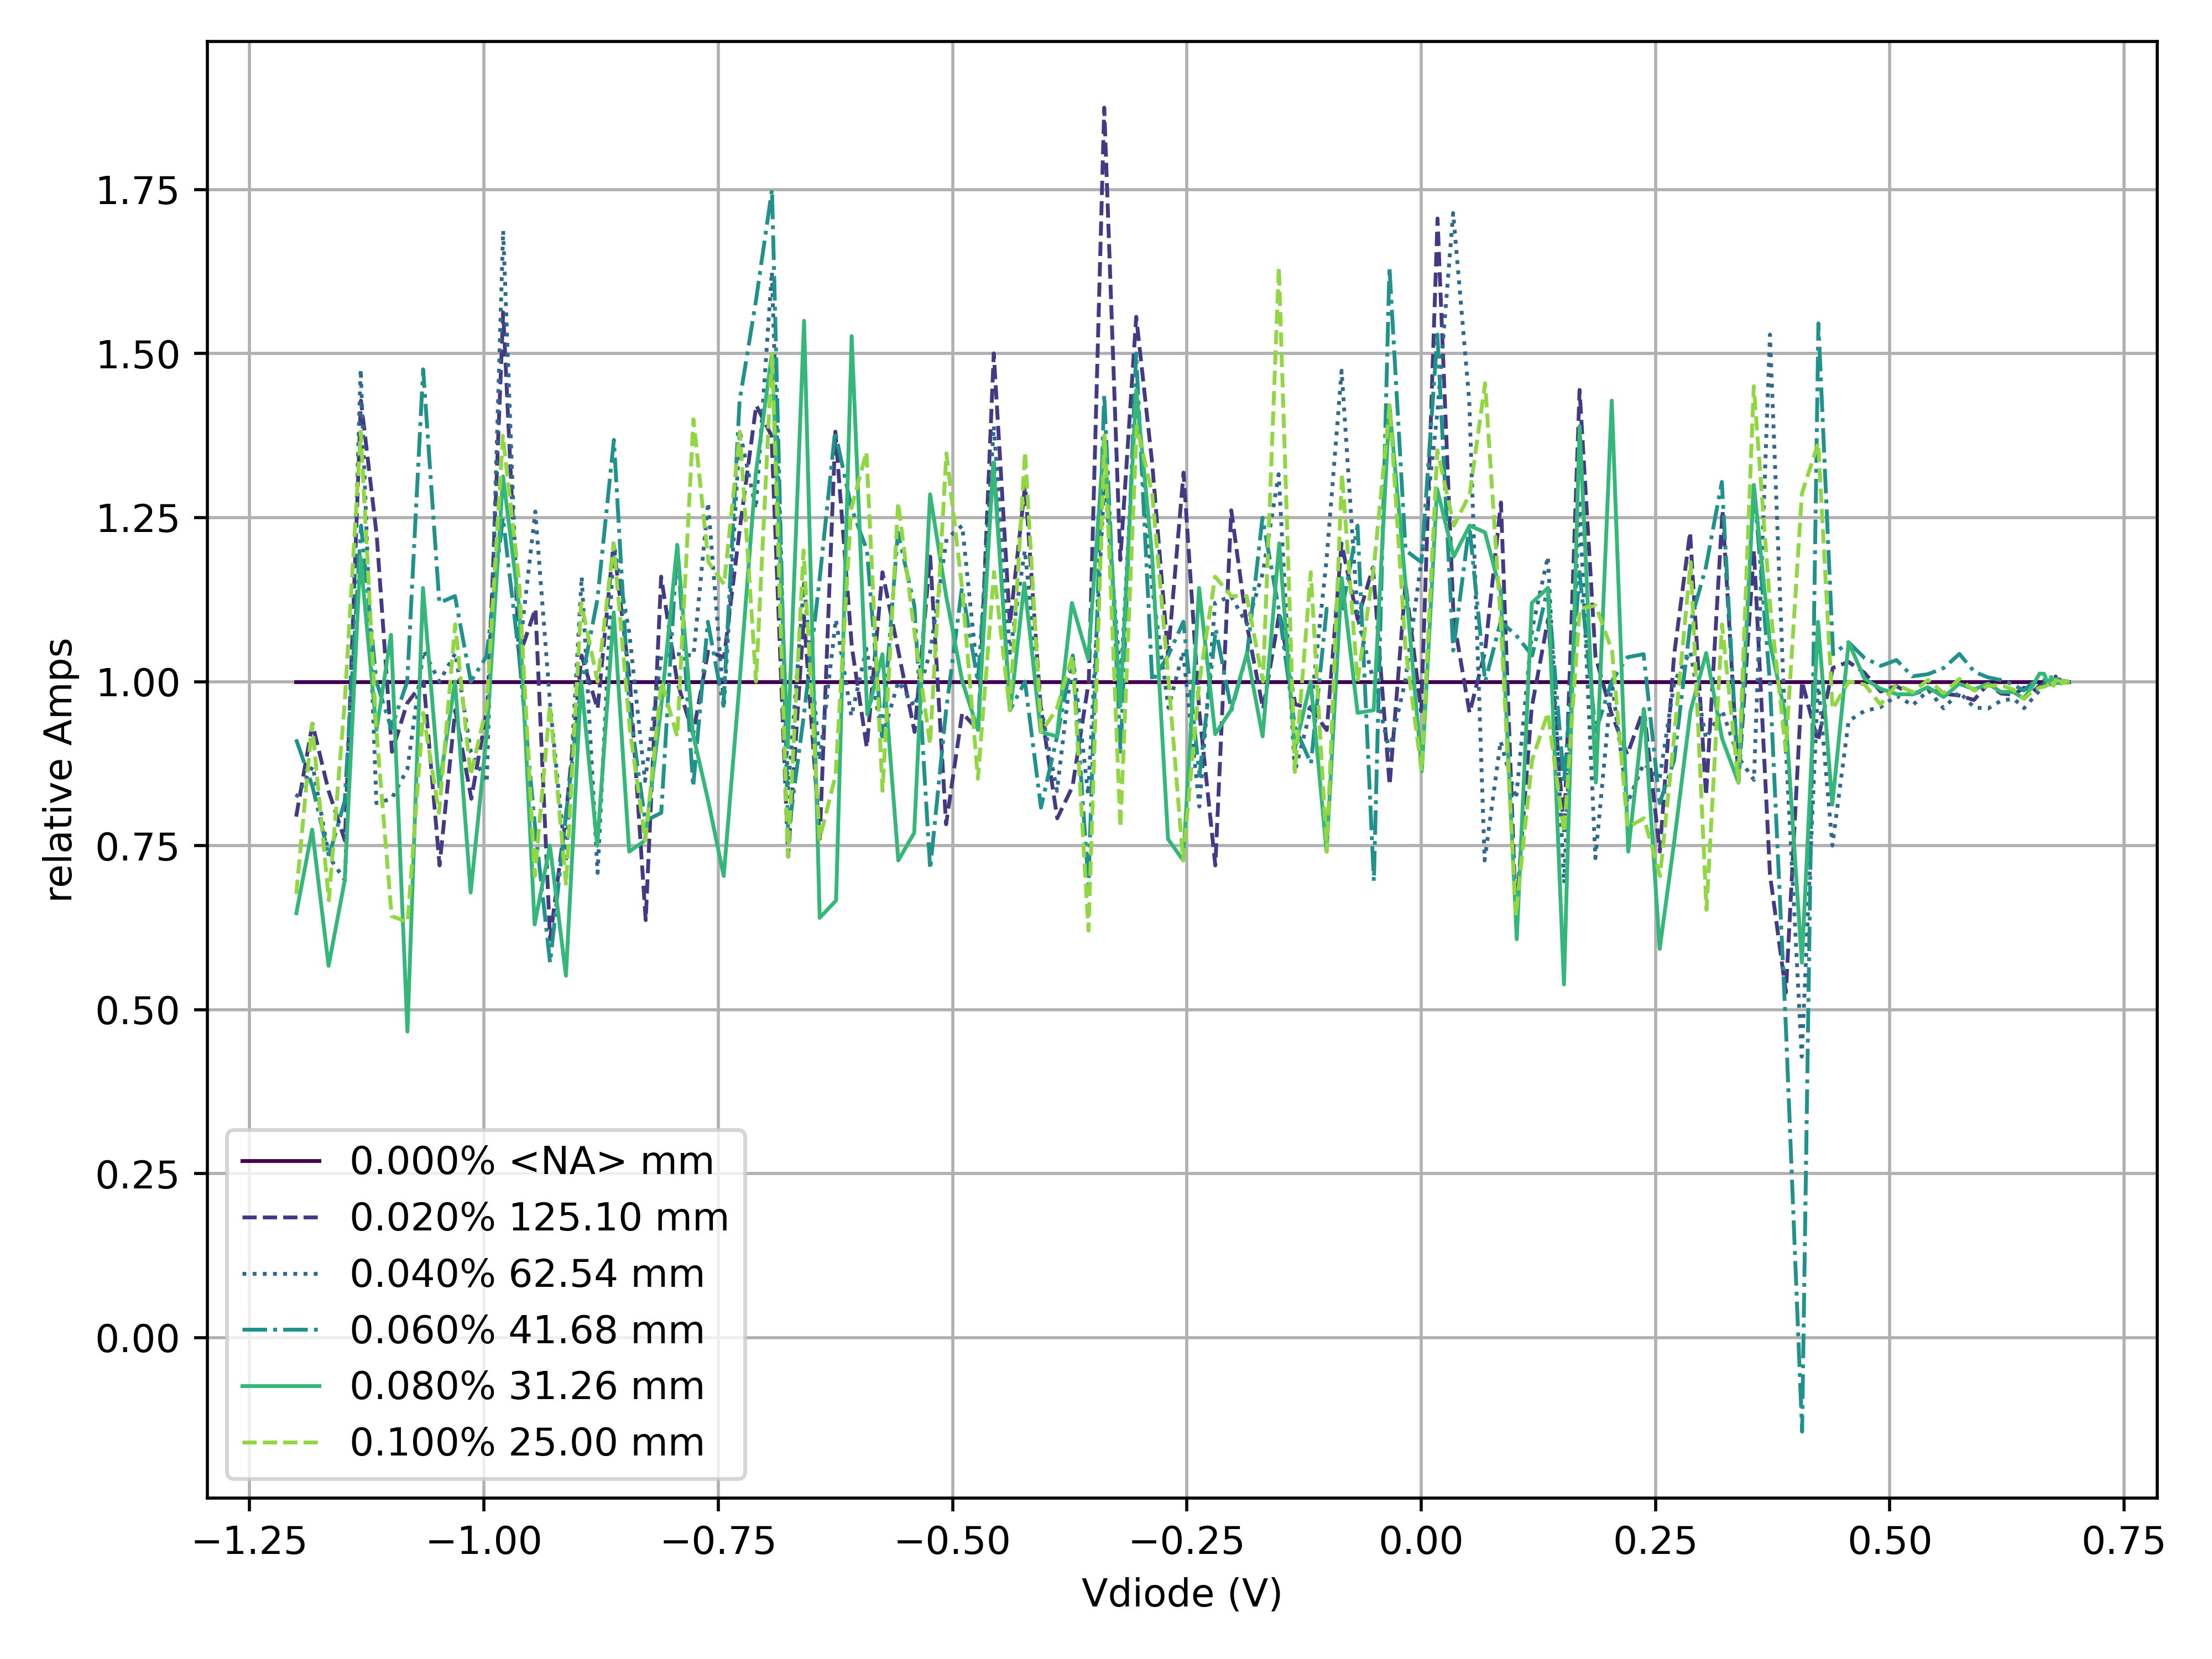 relative Amps
1.75
1.50
1.25
1.00
0.75
0.50
0.25
0.00
0.000% <NA> mm
0.020% 125.10 mm
0.040% 62.54 mm
0.060% 41.68 mm
0.080% 31.26 mm
0.100% 25.00 mm
−1.25 −1.00 −0.75 −0.50 −0.25 0.00 0.25 0.50 0.75
Vdiode (V)